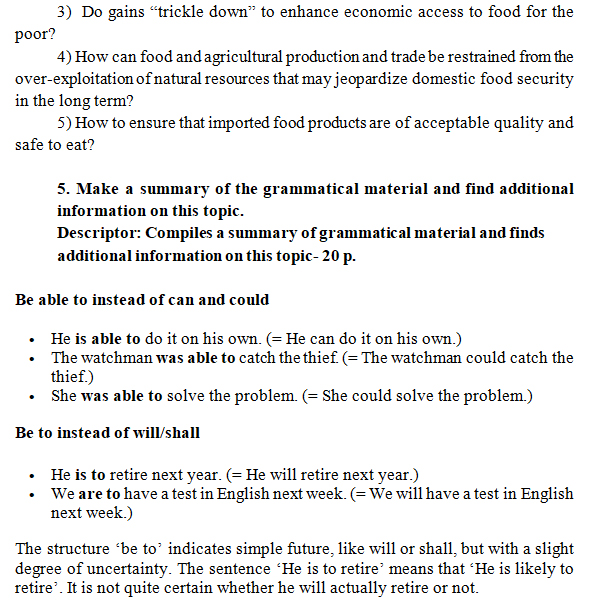 3) Do gains “trickle down” to enhance economic access to food for the
poor?
4) How can food and agricultural production and trade be restrained from the
over-exploitation of natural resources that may jeopardize domestic food security
in the long term?
5) How to ensure that imported food products are of acceptable quality and
safe to eat?
5. Make a summary of the grammatical material and find additional
information on this topic.
Descriptor: Compiles a summary of grammatical material and finds
additional information on this topic- 20 p.
Be able to instead of can and could
• He is able to do it on his own. (= He can do it on his own.)
• The watchman was able to catch the thief. (= The watchman could catch the
thief.)
• She was able to solve the problem. (= She could solve the problem.)
Be to instead of will/shall
• He is to retire next year. (= He will retire next year.)
• We are to have a test in English next week. (= We will have a test in English
next week.)
The structure ‘be to’ indicates simple future, like will or shall, but with a slight
degree of uncertainty. The sentence ‘He is to retire’ means that ‘He is likely to
retire’. It is not quite certain whether he will actually retire or not.